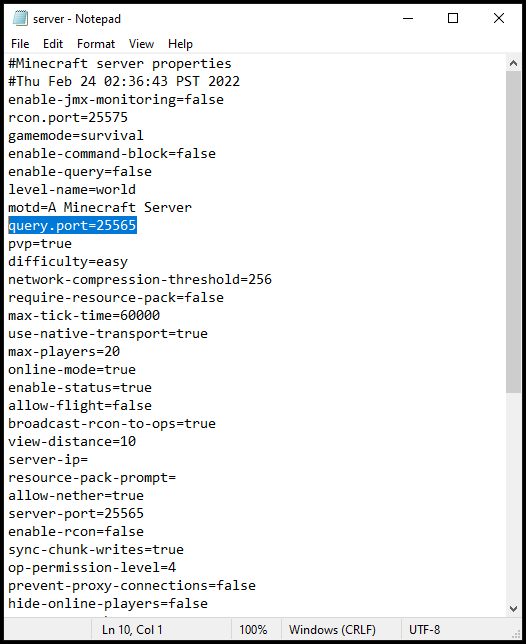 server - Notepad
File Edit Format View Help
#Minecraft server properties
#Thu Feb 24 02:36:43 PST 2022
enable-jmx-monitoring=false
rcon.port=25575
gamemode=survival
enable-command-block=false
enable-query=false
level-name=world
motd=A Minecraft Server
query.port=25565
pvp=true
difficulty=easy
network-compression-threshold=256
require-resource-pack=false
max-tick-time=60000
use-native-transport=true
max-players=20
online-mode=true
enable-status=true
allow-flight=false
broadcast-rcon-to-ops=true
view-distance=10
server-ip=
resource-pack-prompt=
allow-nether=true
server-port=25565
enable-rcon=false
sync-chunk-writes=true
op-permission-level=4
prevent-proxy-connections=false
hide-online-players=false
Ln 10, Col 1 100% Windows (CRLF) UTF-8